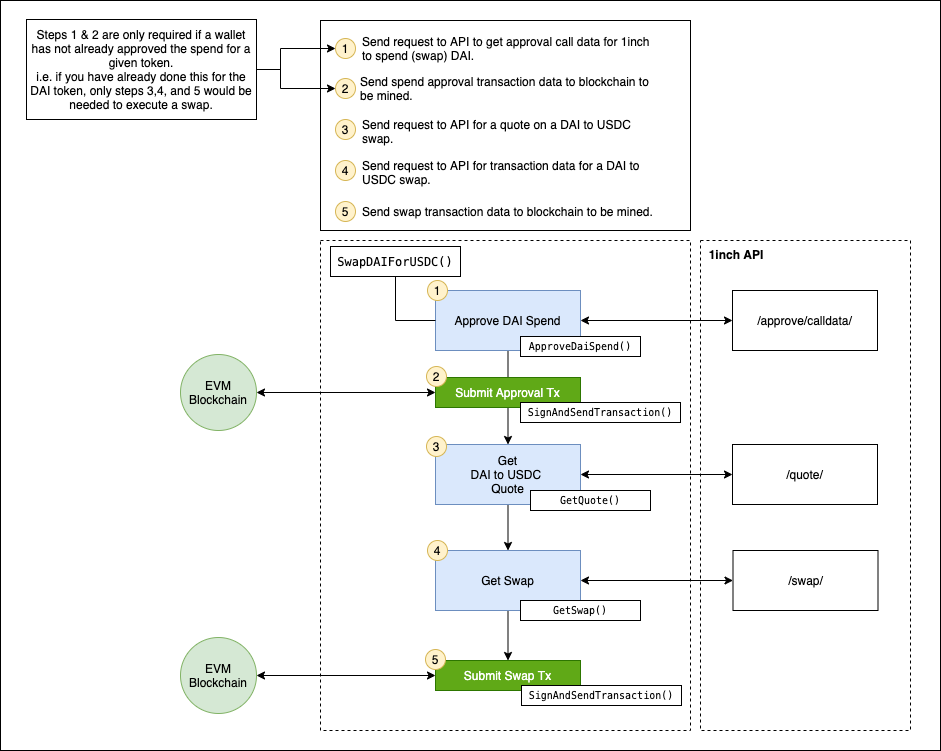 Steps 1 & 2 are only required if a wallet
has not already approved the spend for a
given token.
i.e. if you have already done this for the
DAI token, only steps 3,4, and 5 would be
needed to execute a swap.
1
Send request to API to get approval call data for 1inch
to spend (swap) DAI.
2
Send spend approval transaction data to blockchain to
be mined.
3
Send request to API for a quote on a DAI to USDC
swap.
4
Send request to API for transaction data for a DAI to
USDC swap.
5
Send swap transaction data to blockchain to be mined.
SwapDAIForUSDC()
1inch API
1
Approve DAI Spend
/approve/calldata/
ApproveDaiSpend()
2
EVM
Blockchain
Submit Approval Tx
SignAndSendTransaction()
3
Get
DAI to USDC
Quote
/quote/
GetQuote()
4
Get Swap
/swap/
GetSwap()
5
EVM
Blockchain
Submit Swap Tx
SignAndSendTransaction()